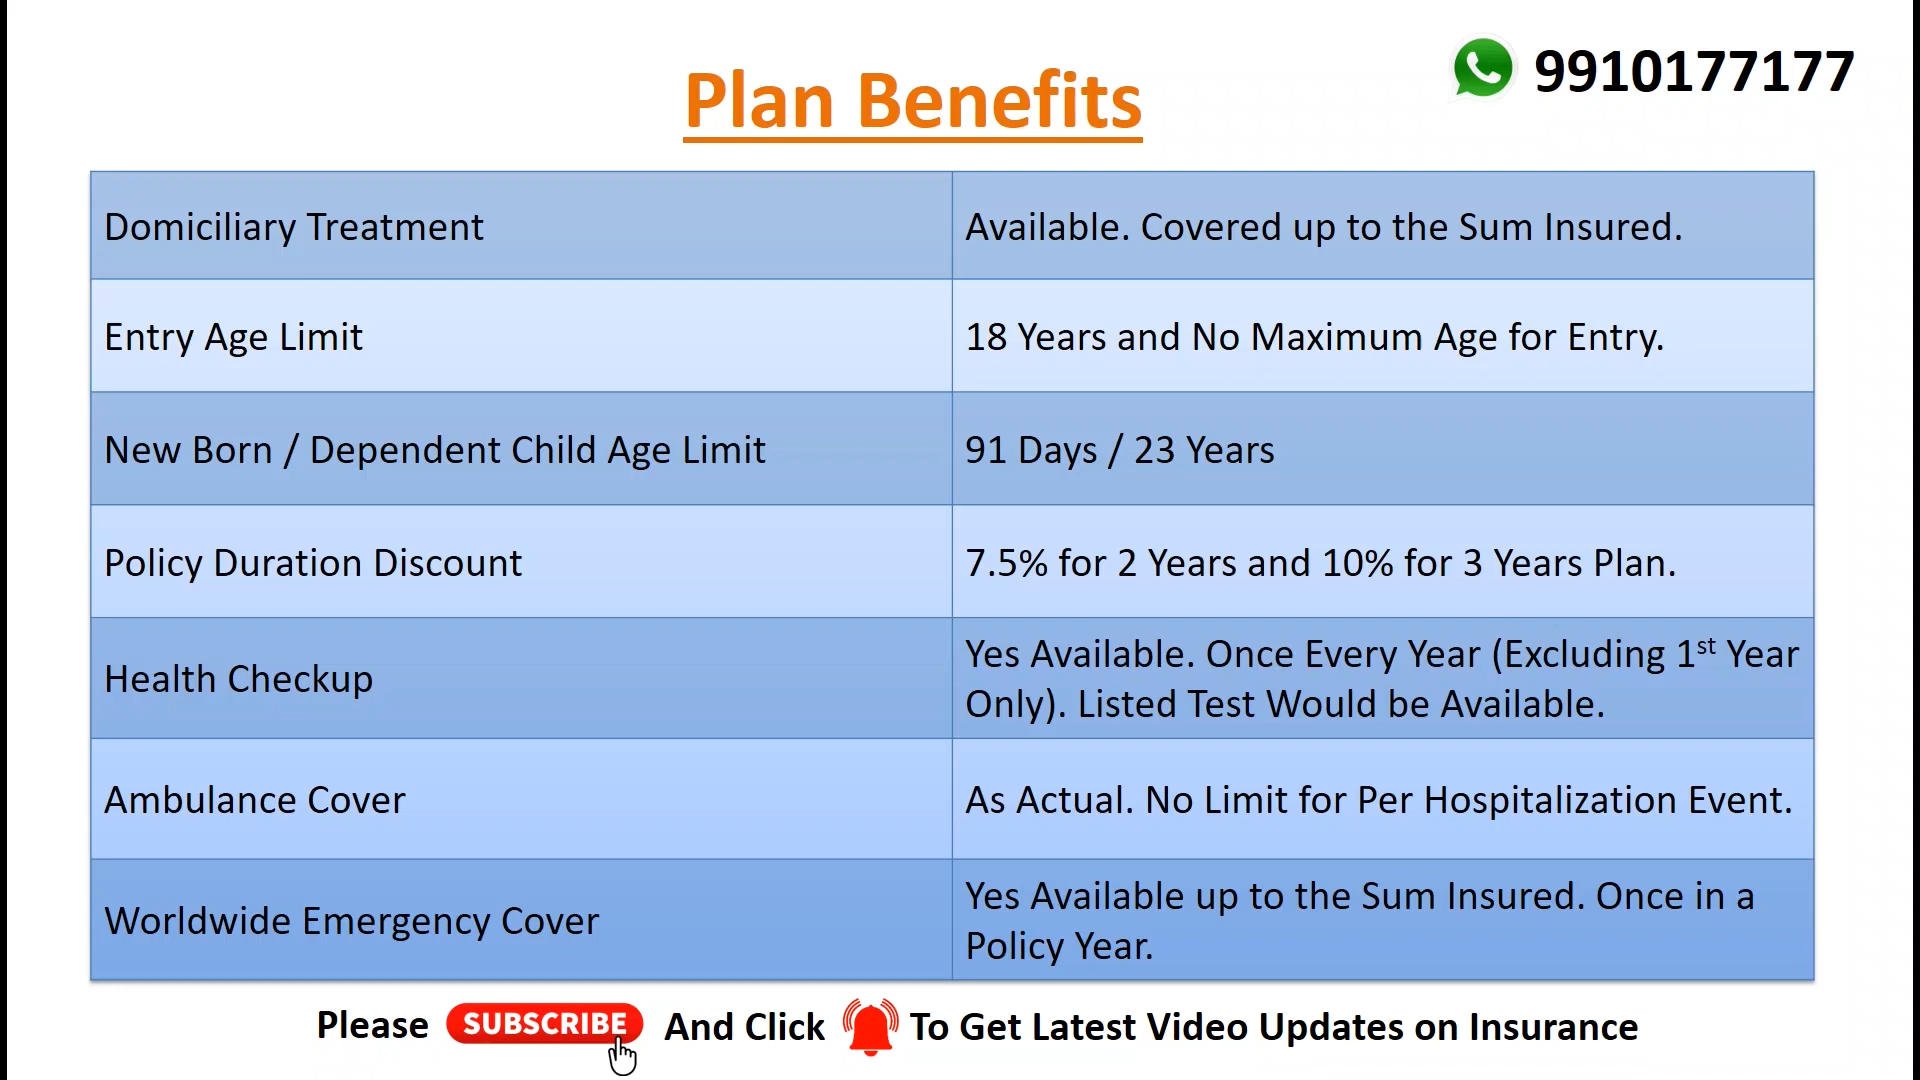 9910177177
Plan Benefits
Domiciliary Treatment
Available. Covered up to the Sum Insured.
Entry Age Limit
18 Years and No Maximum Age for Entry.
New Born / Dependent Child Age Limit
91 Days / 23 Years
Policy Duration Discount
7.5% for 2 Years and 10% for 3 Years Plan.
Health Checkup
Yes Available. Once Every Year (Excluding 1st Year
Only). Listed Test Would be Available.
Ambulance Cover
As Actual. No Limit for Per Hospitalization Event.
Worldwide Emergency Cover
Yes Available up to the Sum Insured. Once in a
Policy Year.
Please SUBSCRIBE And Click To Get Latest Video Updates on Insurance